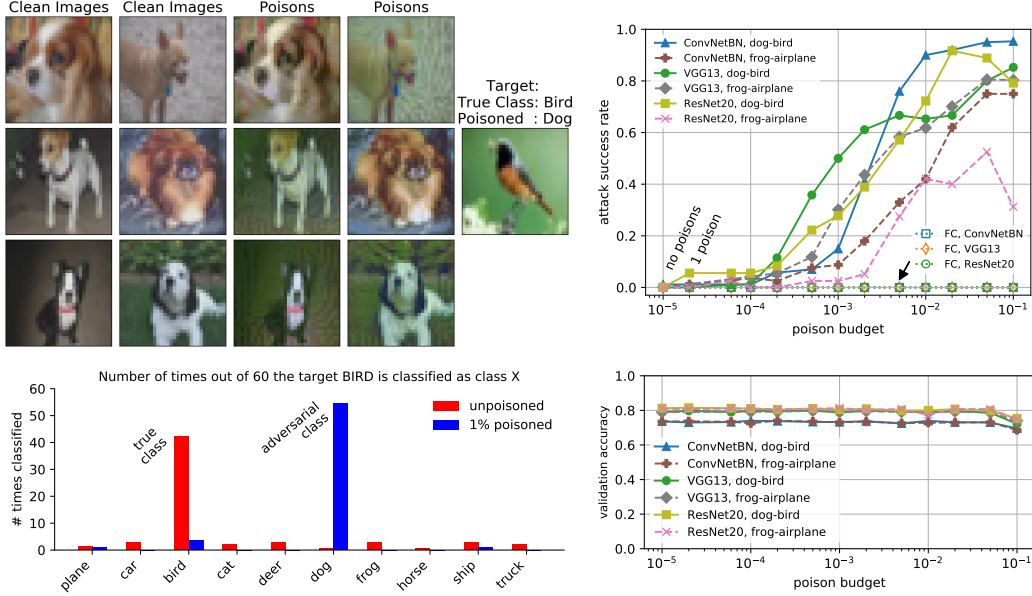 Clean Images Clean Images Poisons Poisons
Target:
True Class: Bird
Poisoned : Dog
attack success rate
1.0
0.8
0.6
0.4
0.2
0.0
ConvNetBN, dog-bird
ConvNetBN, frog-airplane
VGG13, dog-bird
VGG13, frog-airplane
ResNet20, dog-bird
ResNet20, frog-airplane
no poisons
1 poison
FC, ConvNetBN
FC, VGG13
FC, ResNet20
10⁻⁵ 10⁻⁴ 10⁻³ 10⁻² 10⁻¹
poison budget
Number of times out of 60 the target BIRD is classified as class X
# times classified
60
50
40
30
20
10
0
true
class
adversarial
class
unpoisoned
1% poisoned
plane car bird cat deer dog frog horse ship truck
validation accuracy
1.0
0.8
0.6
0.4
0.2
0.0
ConvNetBN, dog-bird
ConvNetBN, frog-airplane
VGG13, dog-bird
VGG13, frog-airplane
ResNet20, dog-bird
ResNet20, frog-airplane
10⁻⁵ 10⁻⁴ 10⁻³ 10⁻² 10⁻¹
poison budget